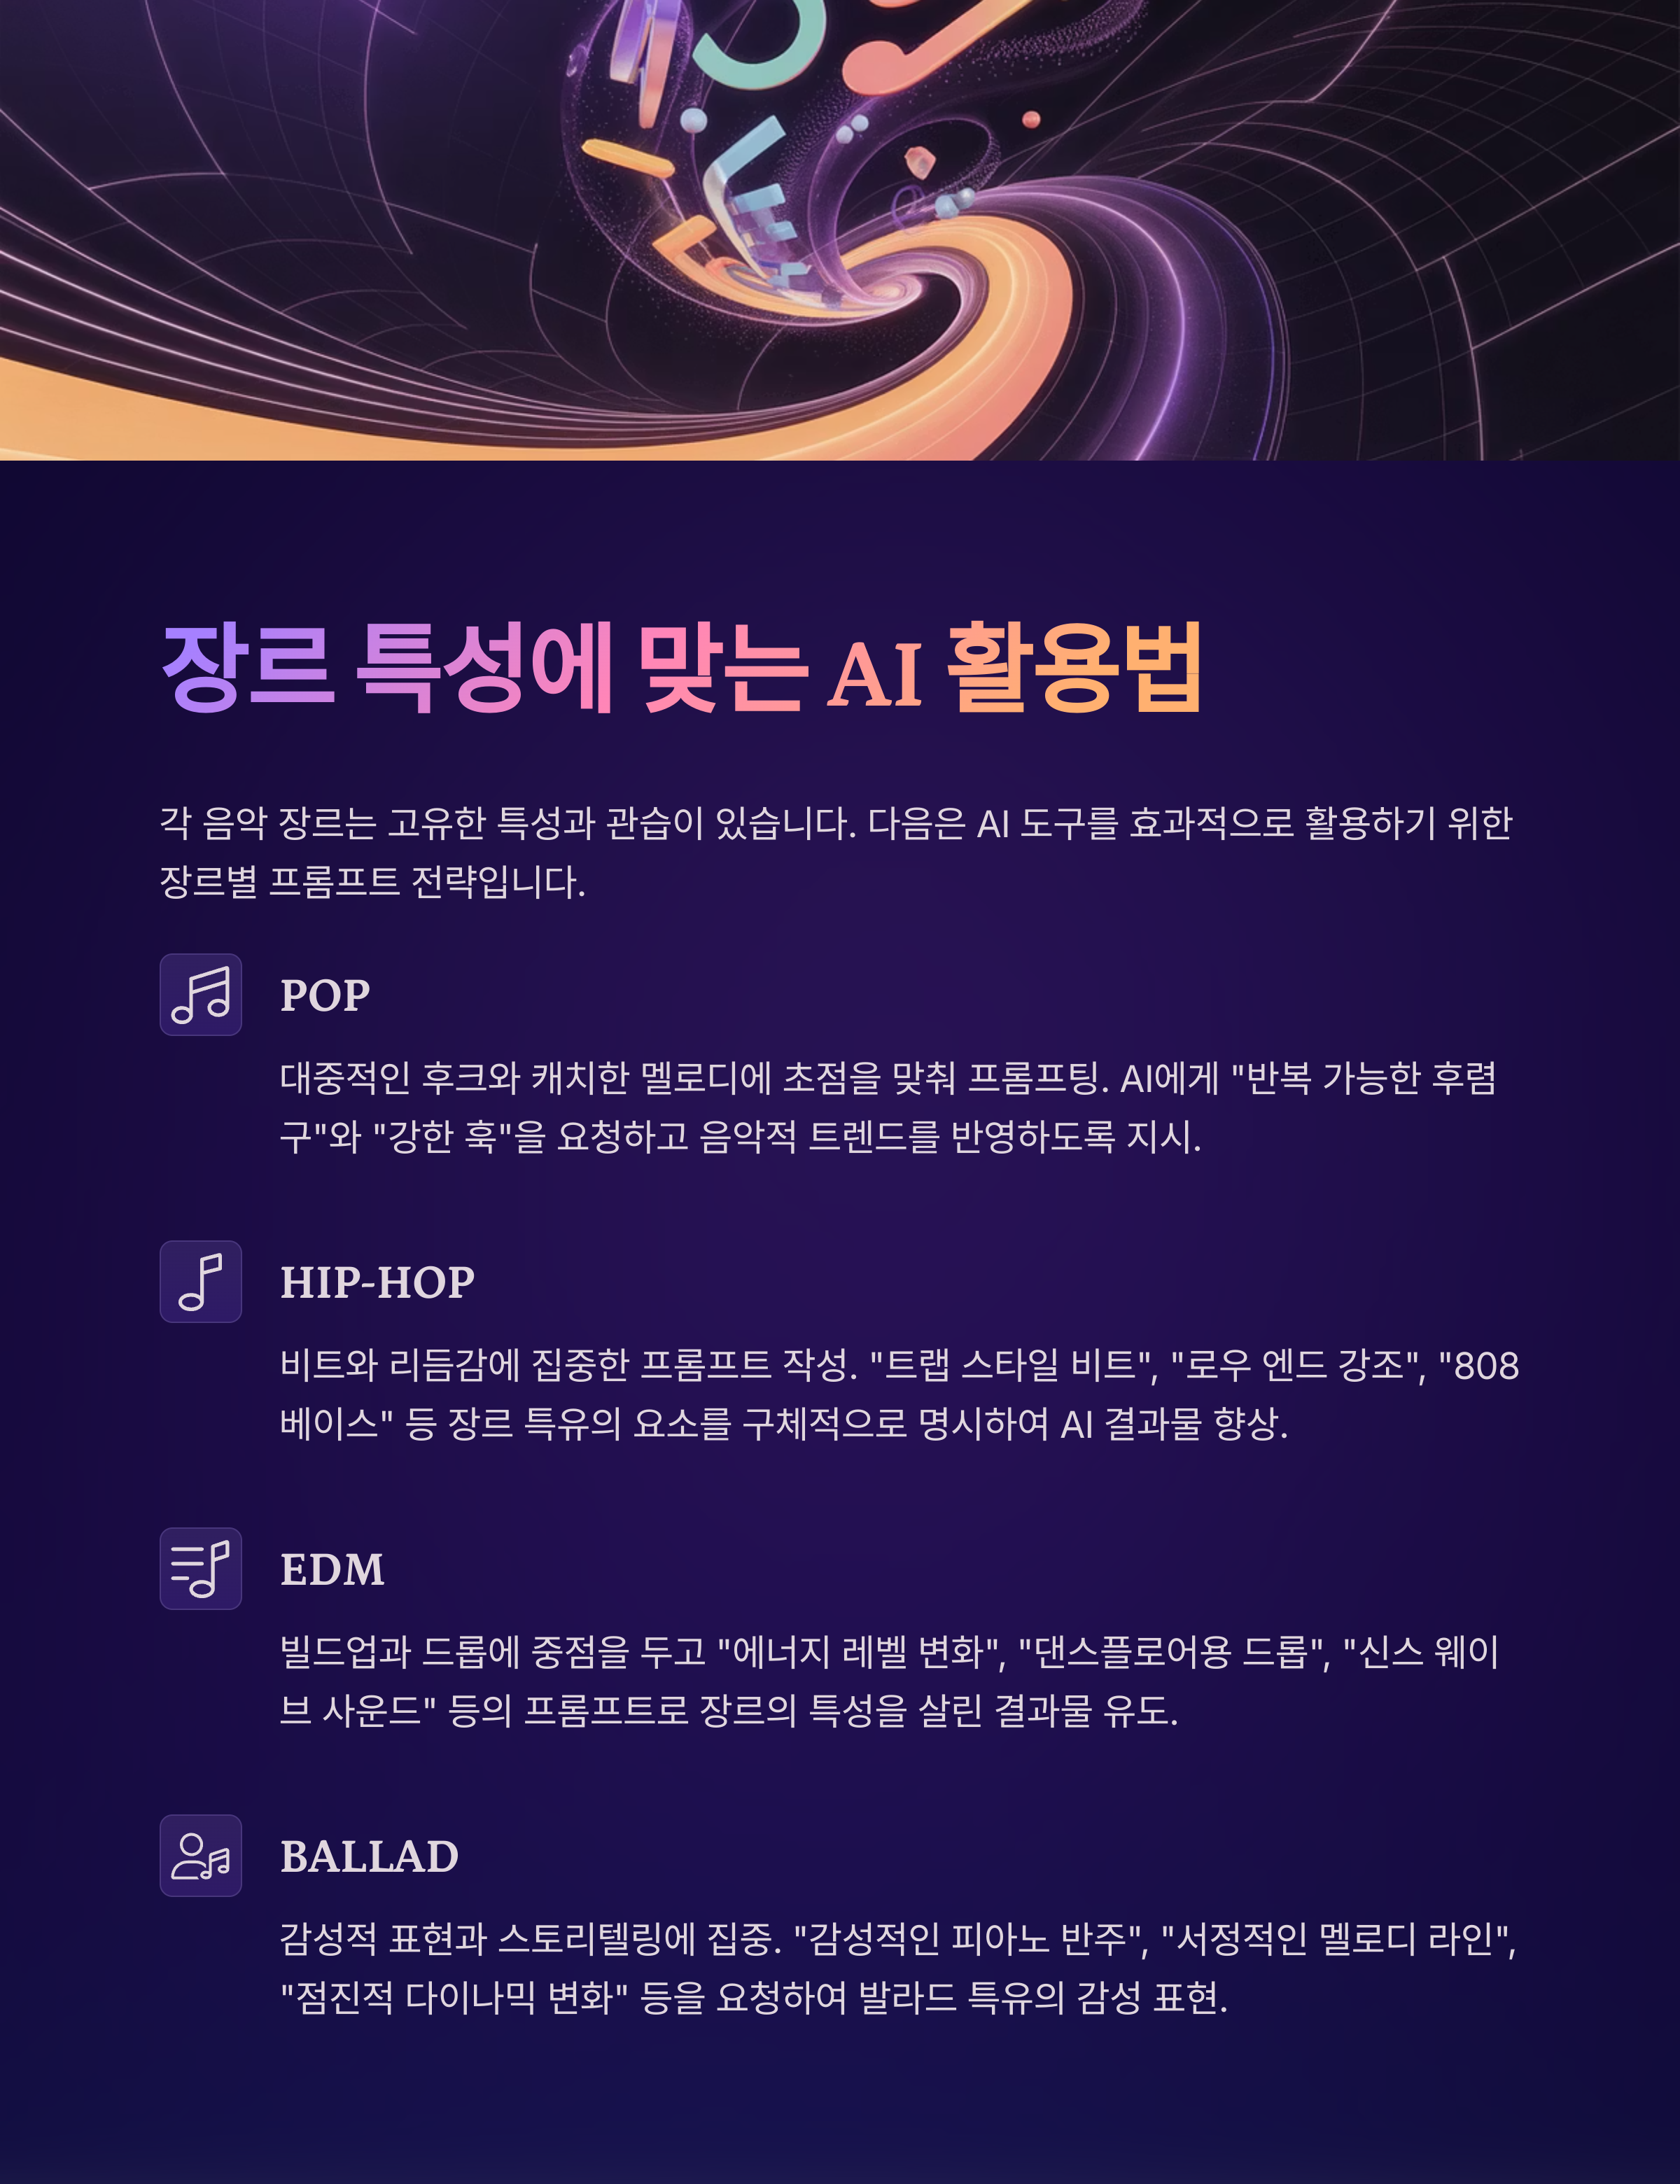 장르 특성에 맞는 AI 활용법
각 음악 장르는 고유한 특성과 관습이 있습니다. 다음은 AI 도구를 효과적으로 활용하기 위한
장르별 프롬프트 전략입니다.
POP
대중적인 후크와 캐치한 멜로디에 초점을 맞춰 프롬프팅. AI에게 "반복 가능한 후렴
구"와 "강한 훅"을 요청하고 음악적 트렌드를 반영하도록 지시.
HIP-HOP
비트와 리듬감에 집중한 프롬프트 작성. "트랩 스타일 비트", "로우 엔드 강조", "808
베이스" 등 장르 특유의 요소를 구체적으로 명시하여 AI 결과물 향상.
EDM
빌드업과 드롭에 중점을 두고 "에너지 레벨 변화", "댄스플로어용 드롭", "신스 웨이
브 사운드" 등의 프롬프트로 장르의 특성을 살린 결과물 유도.
BALLAD
감성적 표현과 스토리텔링에 집중. "감성적인 피아노 반주", "서정적인 멜로디 라인",
"점진적 다이나믹 변화" 등을 요청하여 발라드 특유의 감성 표현.